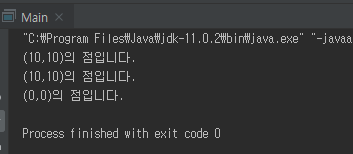 Main
"C:₩Program Files₩Java₩jdk-11.0.2₩bin₩java.exe" "-javaa
(10,10)의 점입니다.
(10,10)의 점입니다.
(0,0)의 점입니다.
Process finished with exit code 0